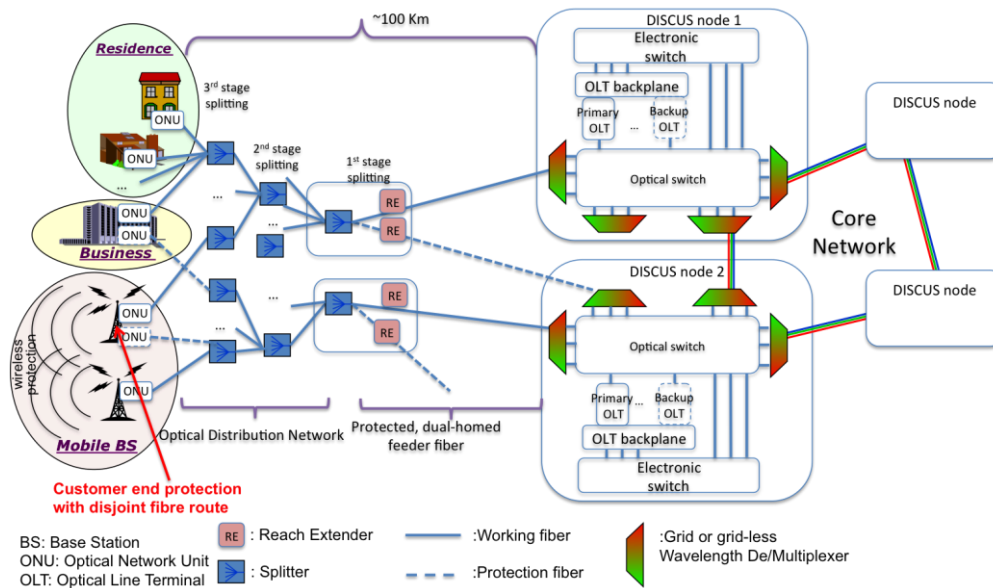 ~100 Km
DISCUS node 1
Electronic
switch
OLT backplane
Primary
OLT
...
Backup
OLT
Optical switch
DISCUS node
Core
Network
DISCUS node
Residence
3rd stage
splitting
2nd stage
splitting
1st stage
splitting
ONU
ONU
...
...
...
RE
RE
ONU
ONU
Business
DISCUS node 2
Optical switch
Primary
OLT
...
Backup
OLT
OLT backplane
Electronic
switch
...
...
...
RE
RE
wireless
protection
ONU
ONU
ONU
Mobile BS
Optical Distribution Network
Protected, dual-homed
feeder fiber
Customer end protection
with disjoint fibre route
BS: Base Station
ONU: Optical Network Unit
OLT: Optical Line Terminal
RE
: Reach Extender
: Splitter
:Working fiber
:Protection fiber
:Grid or grid-less
Wavelength De/Multiplexer